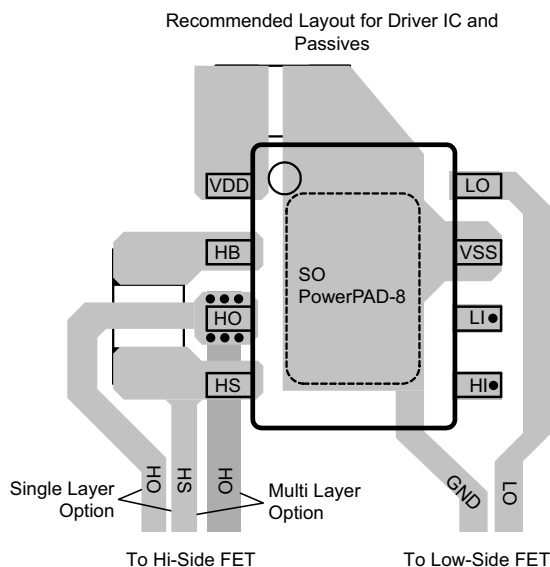 Recommended Layout for Driver IC and
Passives
VDD
LO
HB
VSS
SO
PowerPAD-8
HO
LI
HS
HI
Single Layer
Option
HO
HS
HO
Multi Layer
Option
GND
LO
To Hi-Side FET
To Low-Side FET